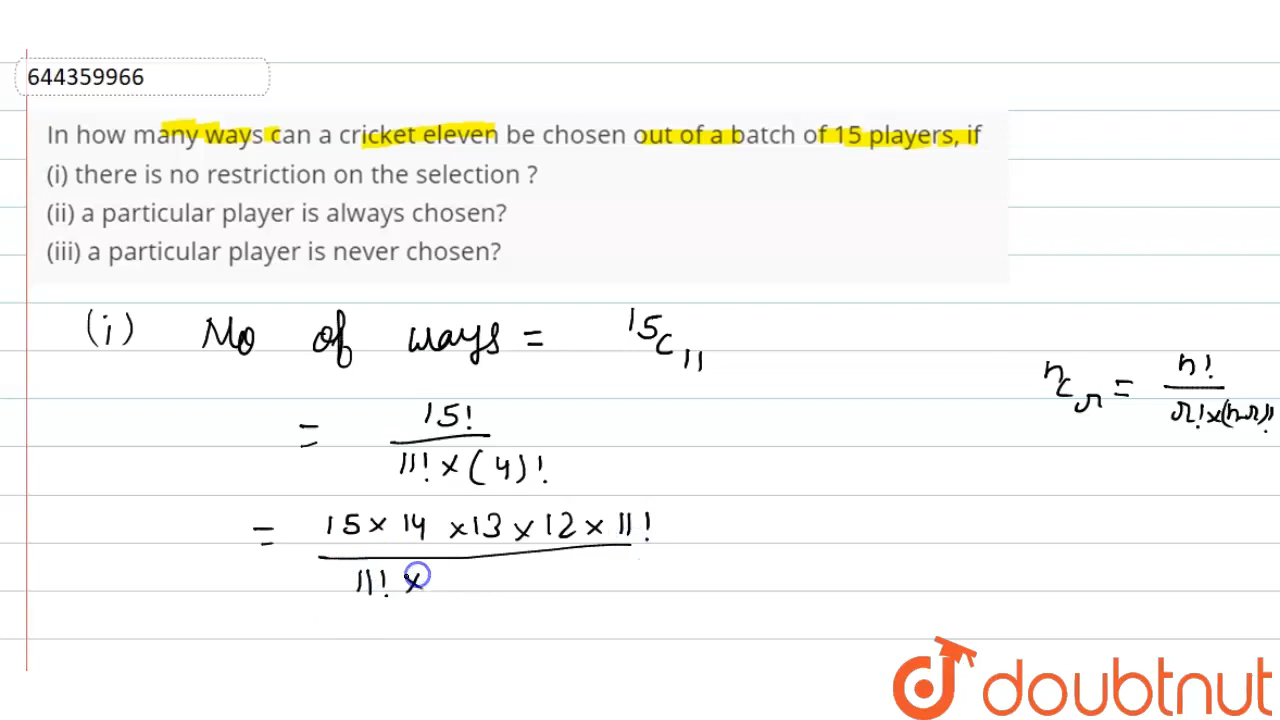 644359966
In how many ways can a cricket eleven be chosen out of a batch of 15 players, if
(i) there is no restriction on the selection ?
(ii) a particular player is always chosen?
(iii) a particular player is never chosen?
(i) No of ways = ¹⁵C₁₁
ⁿCᵣ = n! / r!×(n-r)!
= 15! / 11! × (4)!
= 15 × 14 × 13 × 12 × 11! / 11! ×
doubtnut